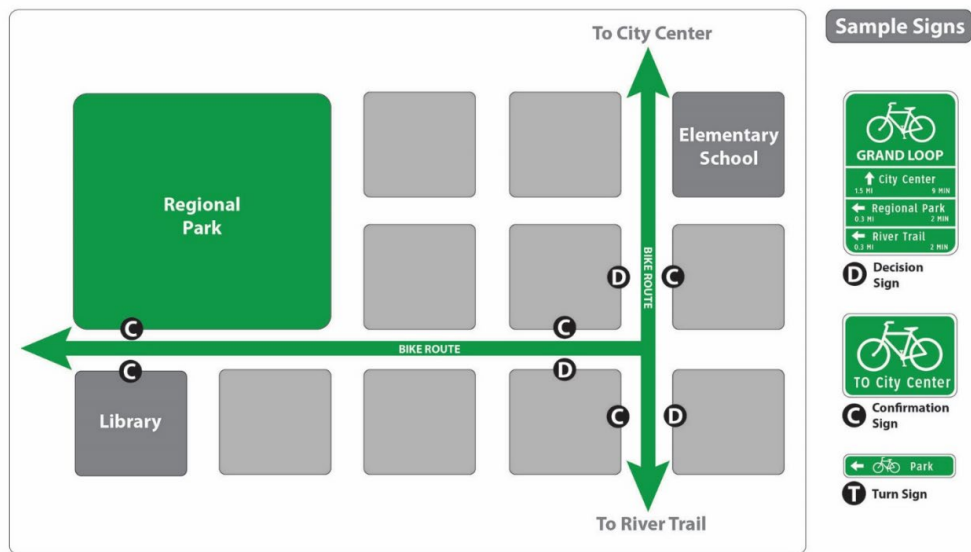 To City Center
Elementary
School
Regional
Park
D
BIKE ROUTE
C
C
C
BIKE ROUTE
C
D
C
D
Library
To River Trail
Sample Signs
GRAND LOOP
City Center
1.5 MI 9 MIN
Regional Park
0.3 MI 2 MIN
River Trail
0.3 MI 2 MIN
D Decision
Sign
TO City Center
C Confirmation
Sign
Park
T Turn Sign